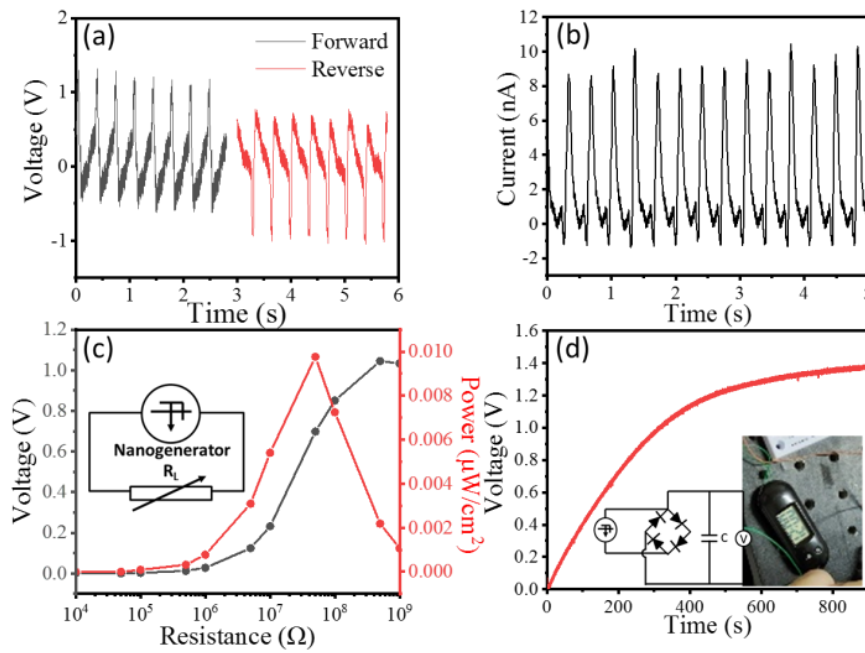 (a)
Forward
Reverse
2
1
0
-1
Voltage (V)
0 1 2 3 4 5 6
Time (s)
(b)
12
10
8
6
4
2
0
-2
Current (nA)
0 1 2 3 4 5
Time (s)
(c)
1.2
1.0
0.8
0.6
0.4
0.2
0.0
Voltage (V)
Nanogenerator
R_L
0.010
0.008
0.006
0.004
0.002
0.000
Power (μW/cm²)
10⁴ 10⁵ 10⁶ 10⁷ 10⁸ 10⁹
Resistance (Ω)
(d)
1.6
1.4
1.2
1.0
0.8
0.6
0.4
0.2
0.0
Voltage (V)
C
V
0 200 400 600 800
Time (s)